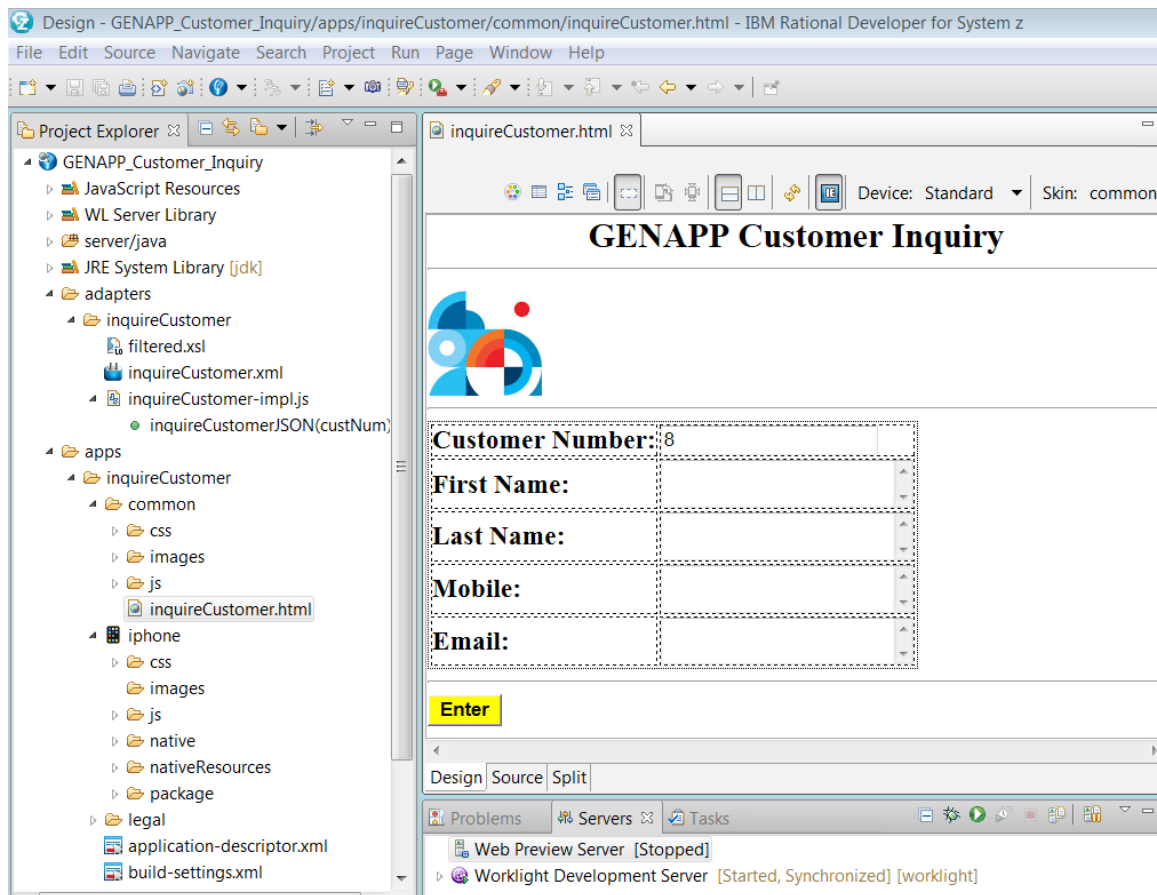 Design - GENAPP_Customer_Inquiry/apps/inquireCustomer/common/inquireCustomer.html - IBM Rational Developer for System z
File Edit Source Navigate Search Project Run Page Window Help
Project Explorer
GENAPP_Customer_Inquiry
JavaScript Resources
WL Server Library
server/java
JRE System Library [jdk]
adapters
inquireCustomer
filtered.xsl
inquireCustomer.xml
inquireCustomer-impl.js
inquireCustomerJSON(custNum)
apps
inquireCustomer
common
css
images
js
inquireCustomer.html
iphone
css
images
js
native
nativeResources
package
legal
application-descriptor.xml
build-settings.xml
inquireCustomer.html
Device: Standard Skin: common
GENAPP Customer Inquiry
Customer Number: 8
First Name:
Last Name:
Mobile:
Email:
Enter
Design Source Split
Problems Servers Tasks
Web Preview Server [Stopped]
Worklight Development Server [Started, Synchronized] [worklight]